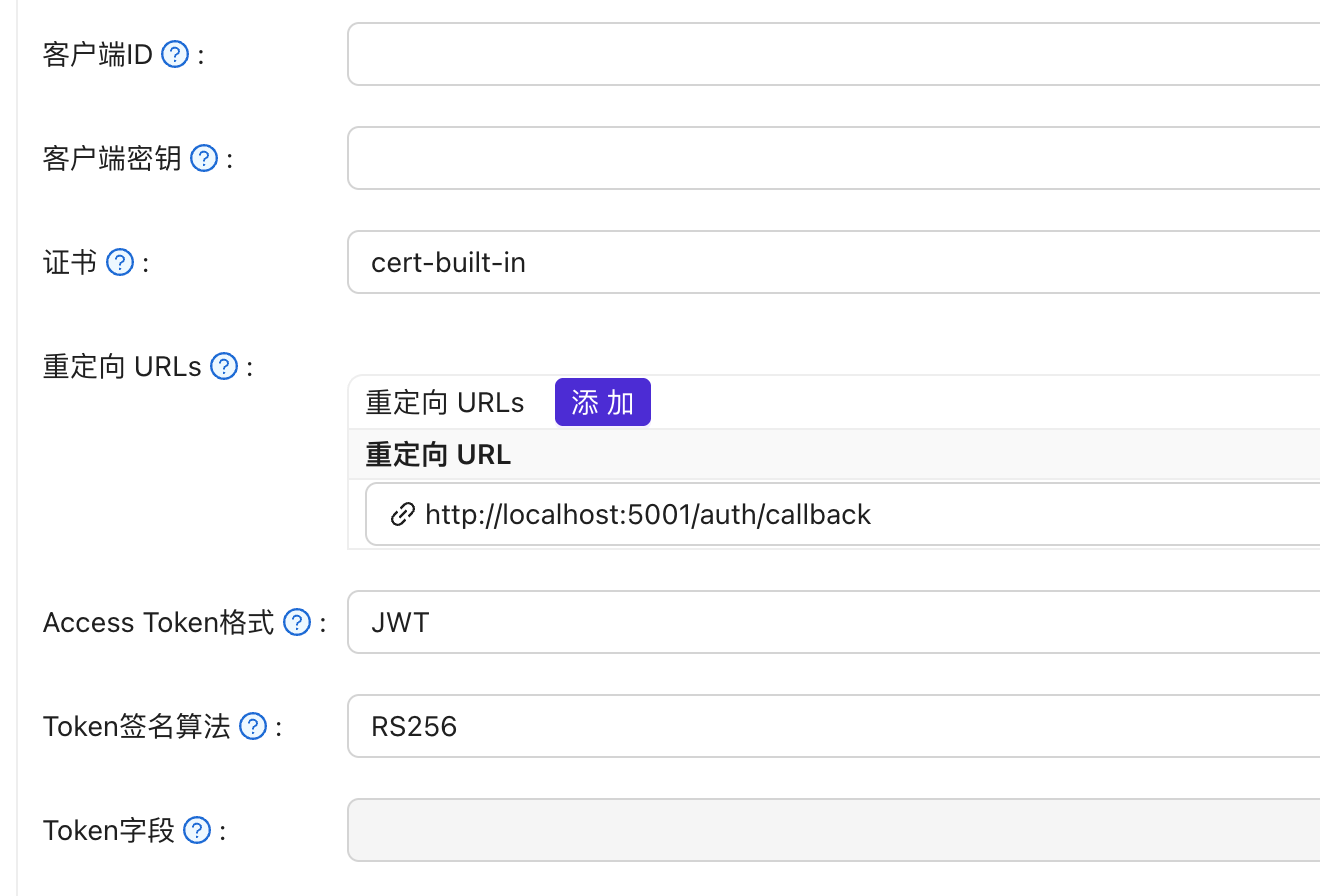 客户端ID ? :
客户端密钥 ? :
证书 ? :
cert-built-in
重定向 URLs ? :
重定向 URLs 添 加
重定向 URL
http://localhost:5001/auth/callback
Access Token格式 ? :
JWT
Token签名算法 ? :
RS256
Token字段 ? :